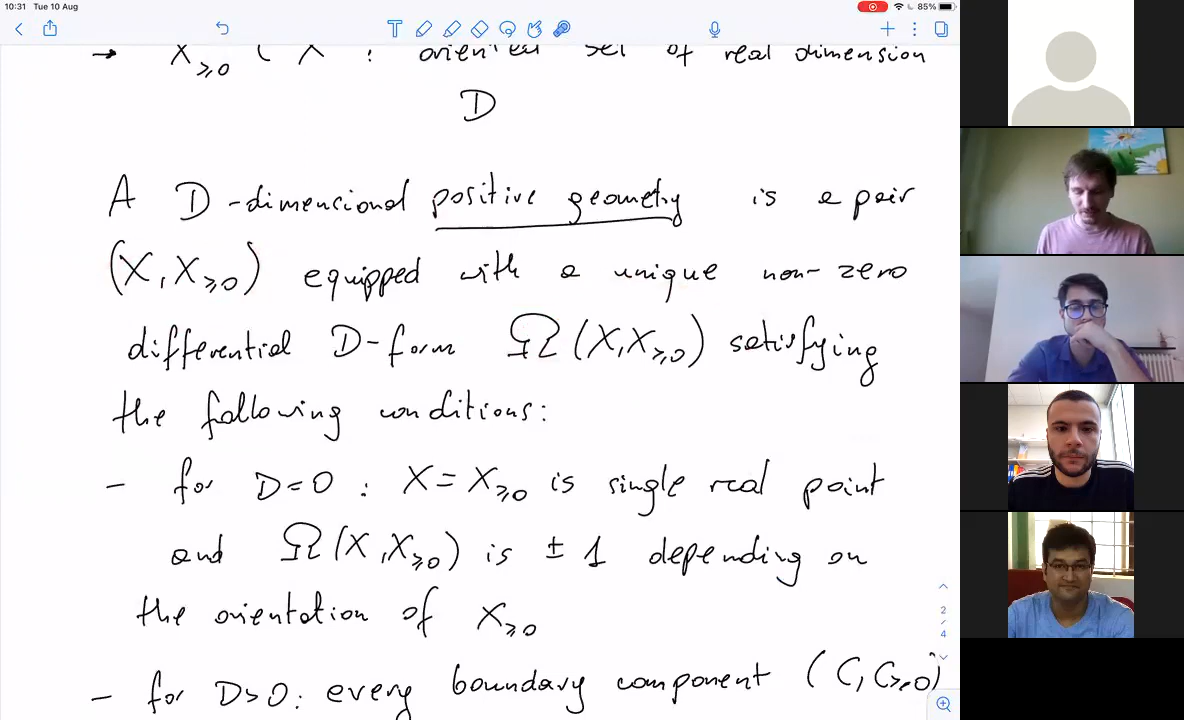 10:31 Tue 10 Aug
85%
→ X≥0 ( X : oriented set of real dimension
D
A D-dimensional positive geometry is a pair
(X, X≥0) equipped with a unique non-zero
differential D-form Ω(X, X≥0) satisfying
the following conditions:
- for D=0 : X = X≥0 is single real point
and Ω(X, X≥0) is ± 1 depending on
the orientation of X≥0
- for D>0 : every boundary component (C, C≥0)
2
/
4